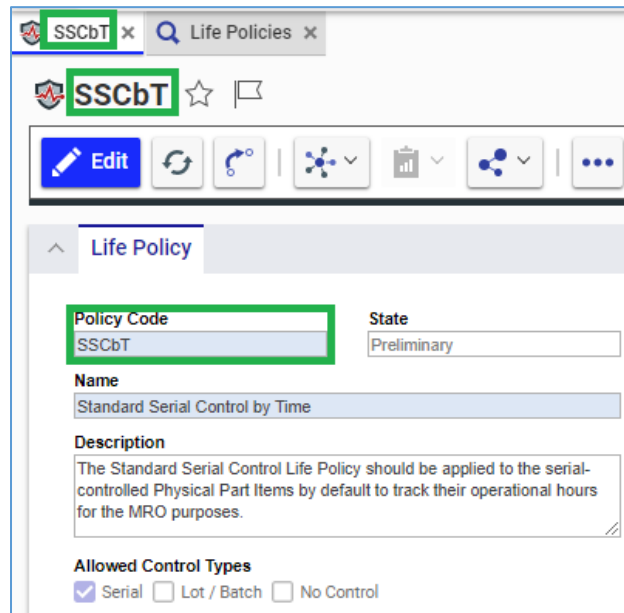 SSCbT Life Policies
SSCbT
Edit
Life Policy
Policy Code State
SSCbT Preliminary
Name
Standard Serial Control by Time
Description
The Standard Serial Control Life Policy should be applied to the serial-
controlled Physical Part Items by default to track their operational hours
for the MRO purposes.
Allowed Control Types
Serial Lot / Batch No Control